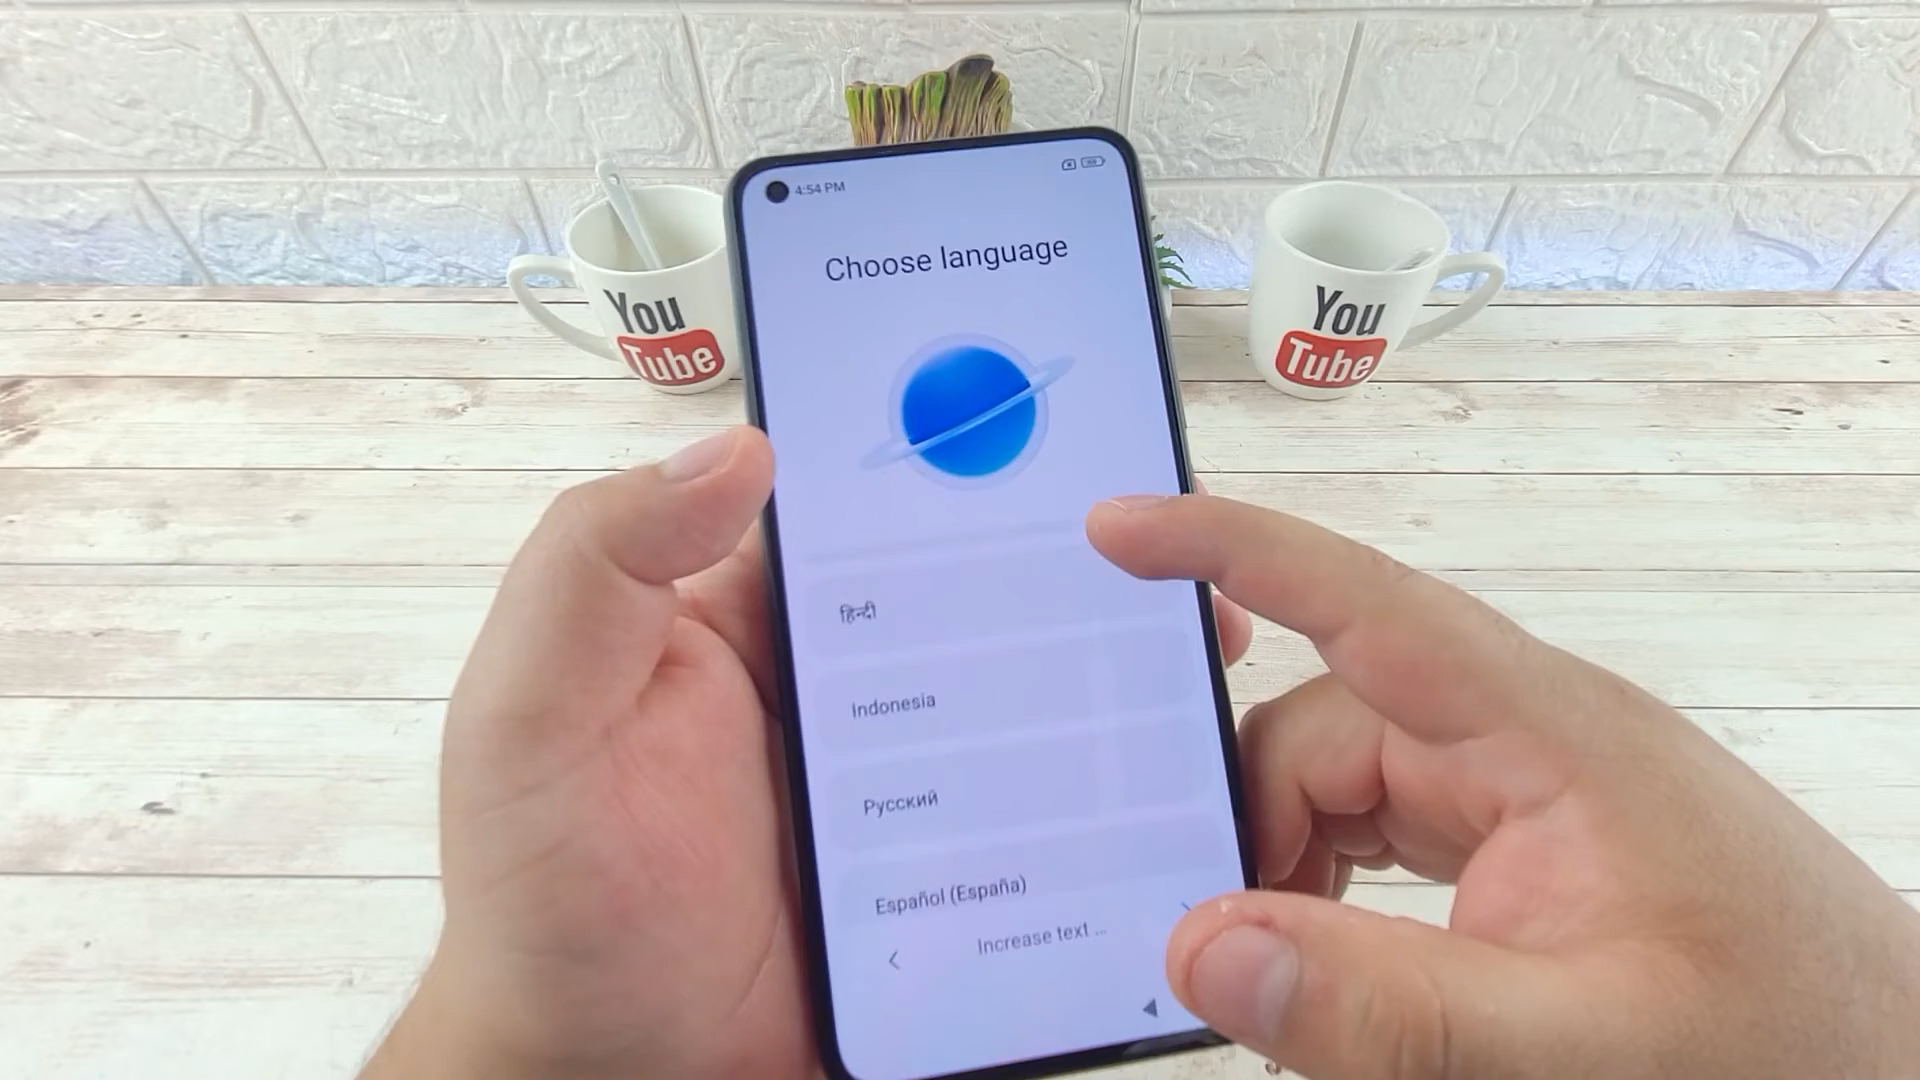 4:54 PM
Choose language
You
Tube
You
Tube
हिन्दी
Indonesia
Русский
Español (España)
Increase text ...